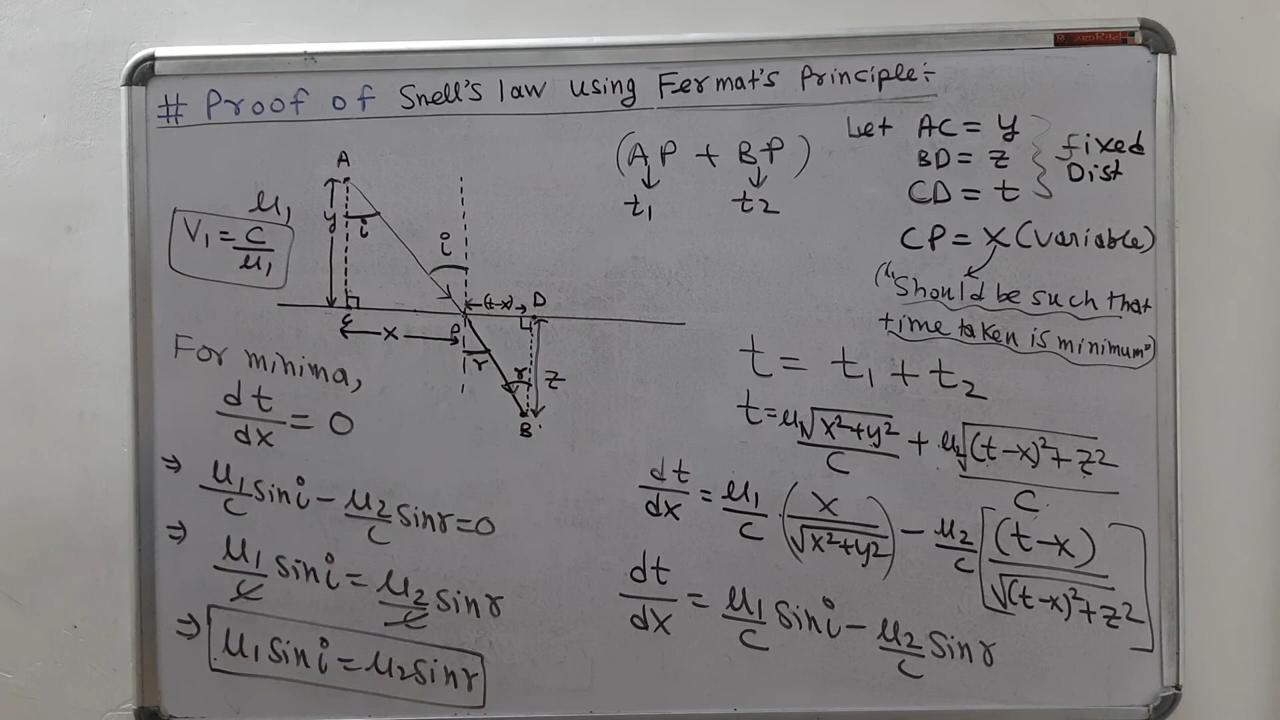 # Proof of Snell's law using Fermat's Principle:-
A
μ₁
V₁ = C/μ₁
y
i
i
C
x
P
(t-x)
D
r
r
z
B
(AP + BP)
↓ ↓
t₁ t₂
Let AC = y
BD = z
CD = t
} fixed
Dist
CP = x (variable)
("Should be such that
time taken is minimum")
t = t₁ + t₂
t = μ₁√(x²+y²)/C + μ₂√((t-x)²+z²)/C
dt/dx = μ₁/C · (x/√(x²+y²)) - μ₂/C [(t-x)/√((t-x)²+z²)]
dt/dx = μ₁/C sin i - μ₂/C sin r
For minima,
dt/dx = 0
⇒ μ₁/C sin i - μ₂/C sin r = 0
⇒ μ₁/C sin i = μ₂/C sin r
⇒ μ₁ sin i = μ₂ sin r